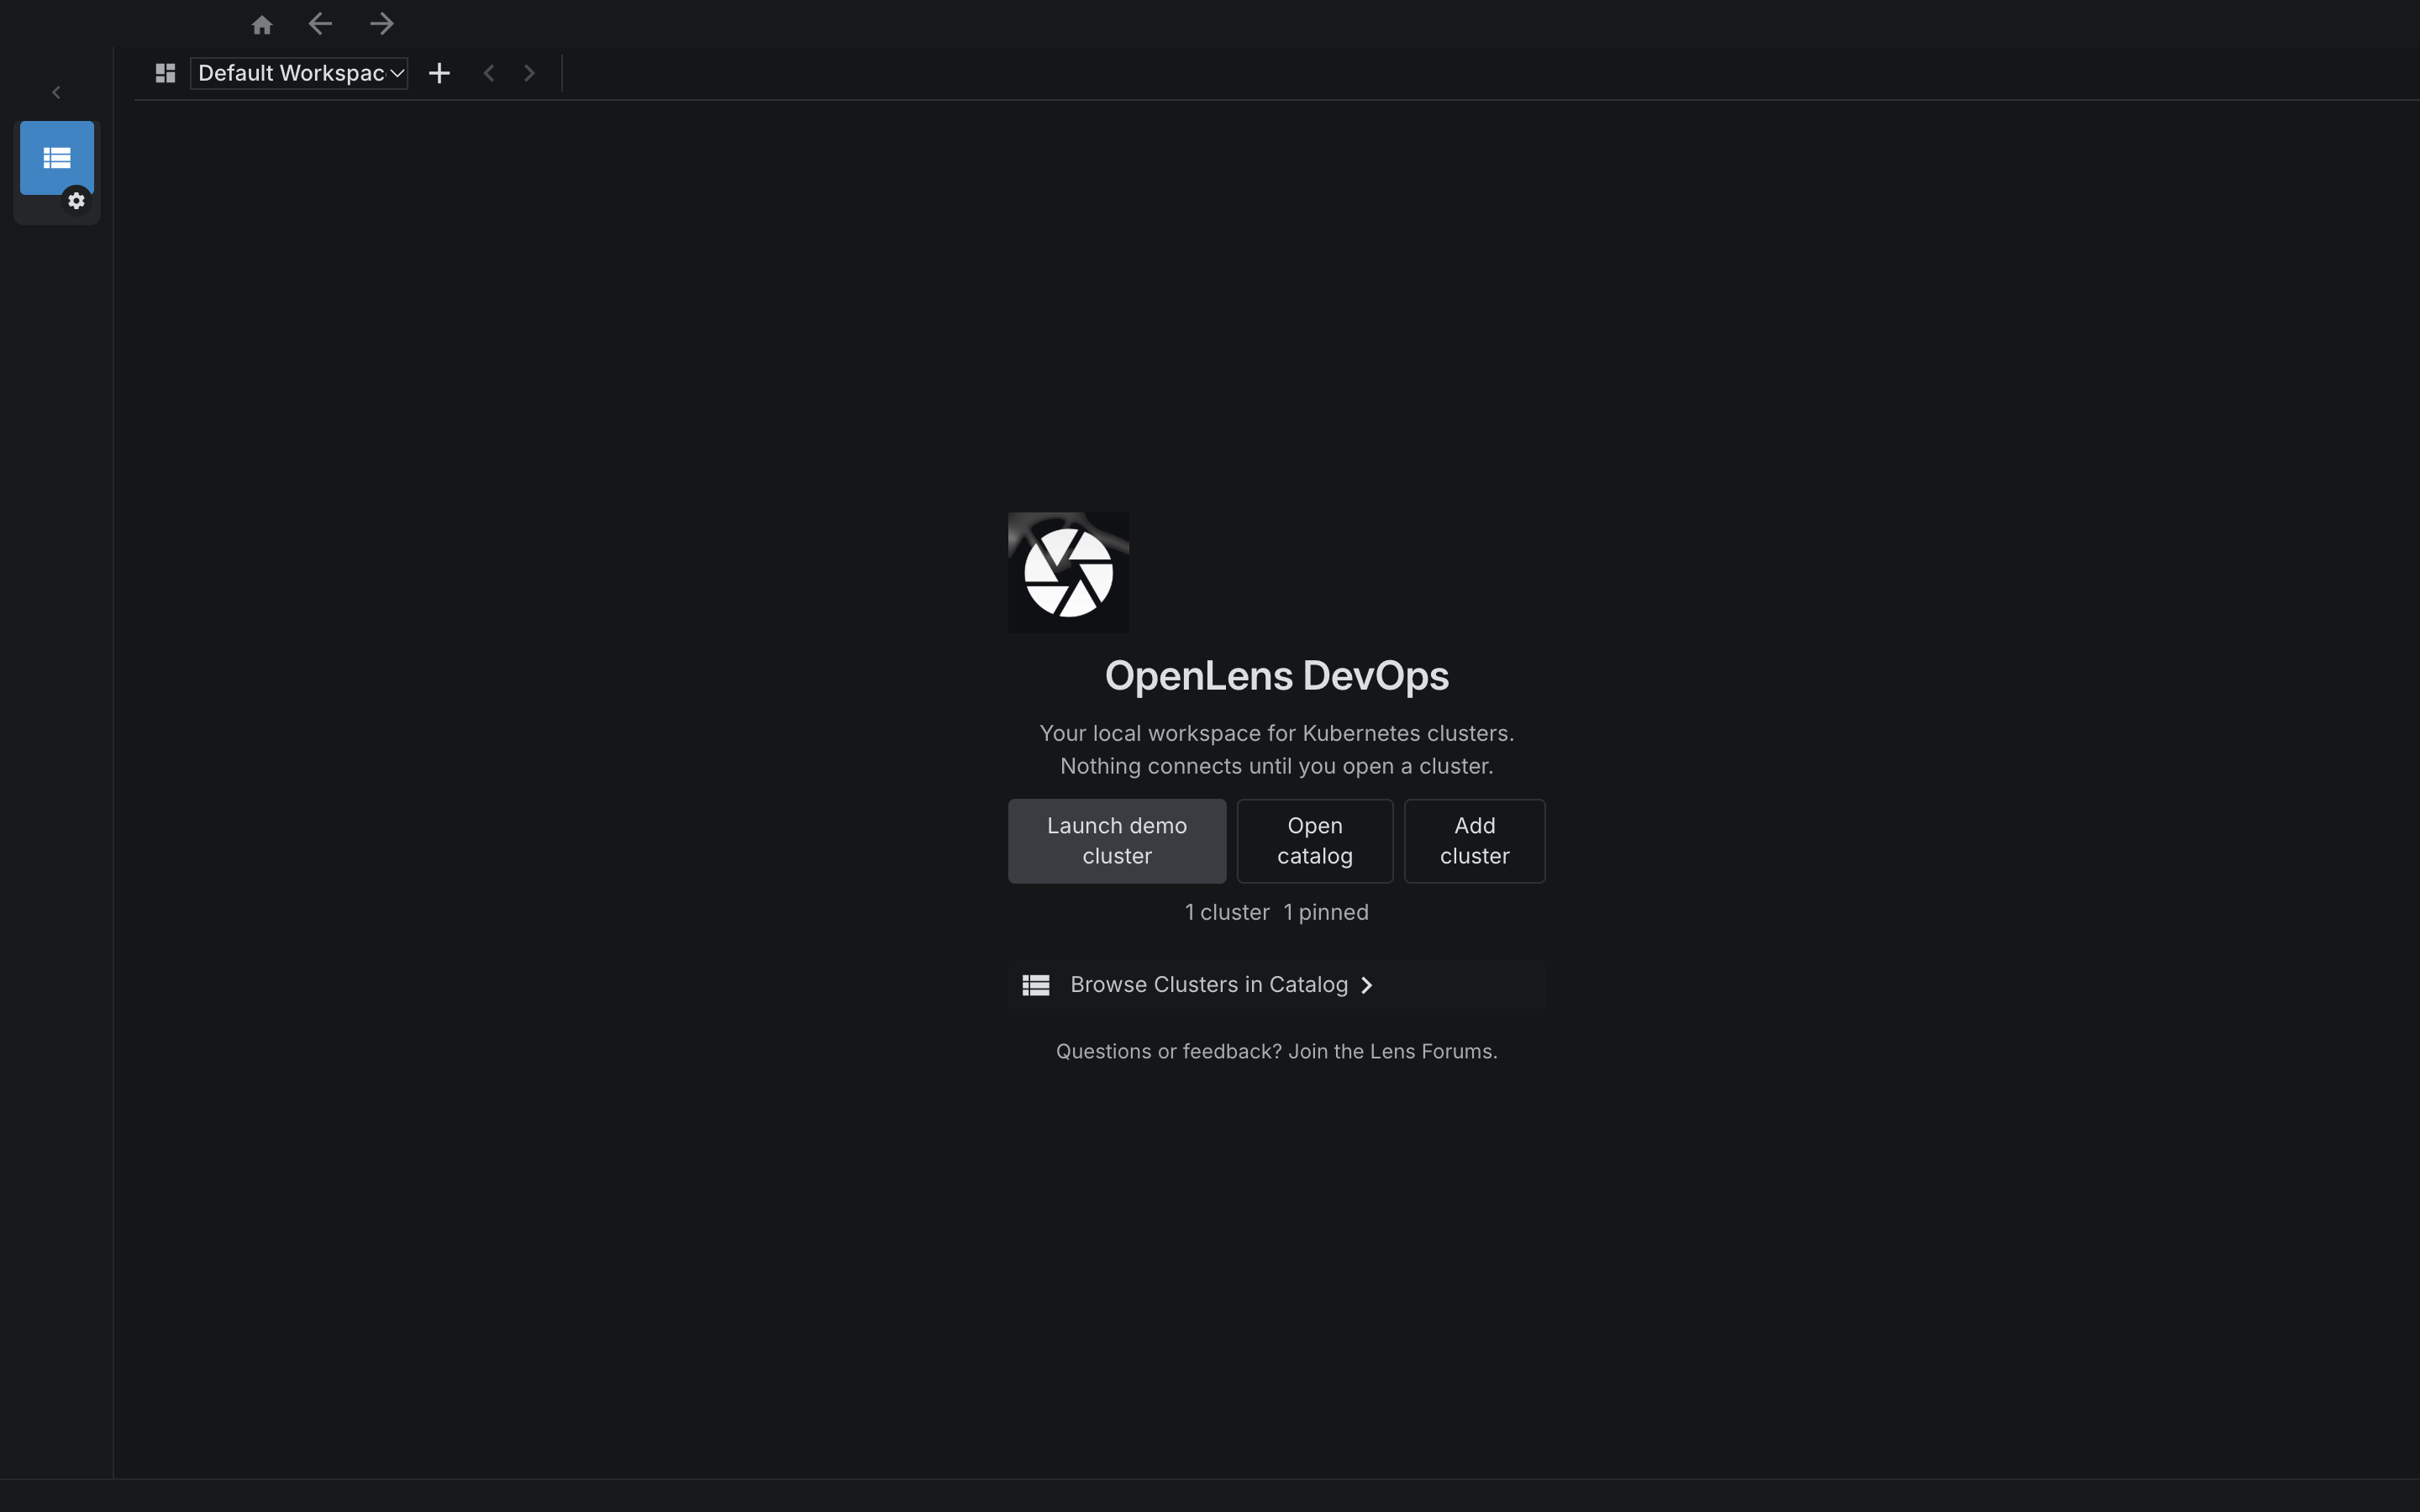 Default Workspac
OpenLens DevOps
Your local workspace for Kubernetes clusters.
Nothing connects until you open a cluster.
Launch demo
cluster
Open
catalog
Add
cluster
1 cluster 1 pinned
Browse Clusters in Catalog
Questions or feedback? Join the Lens Forums.